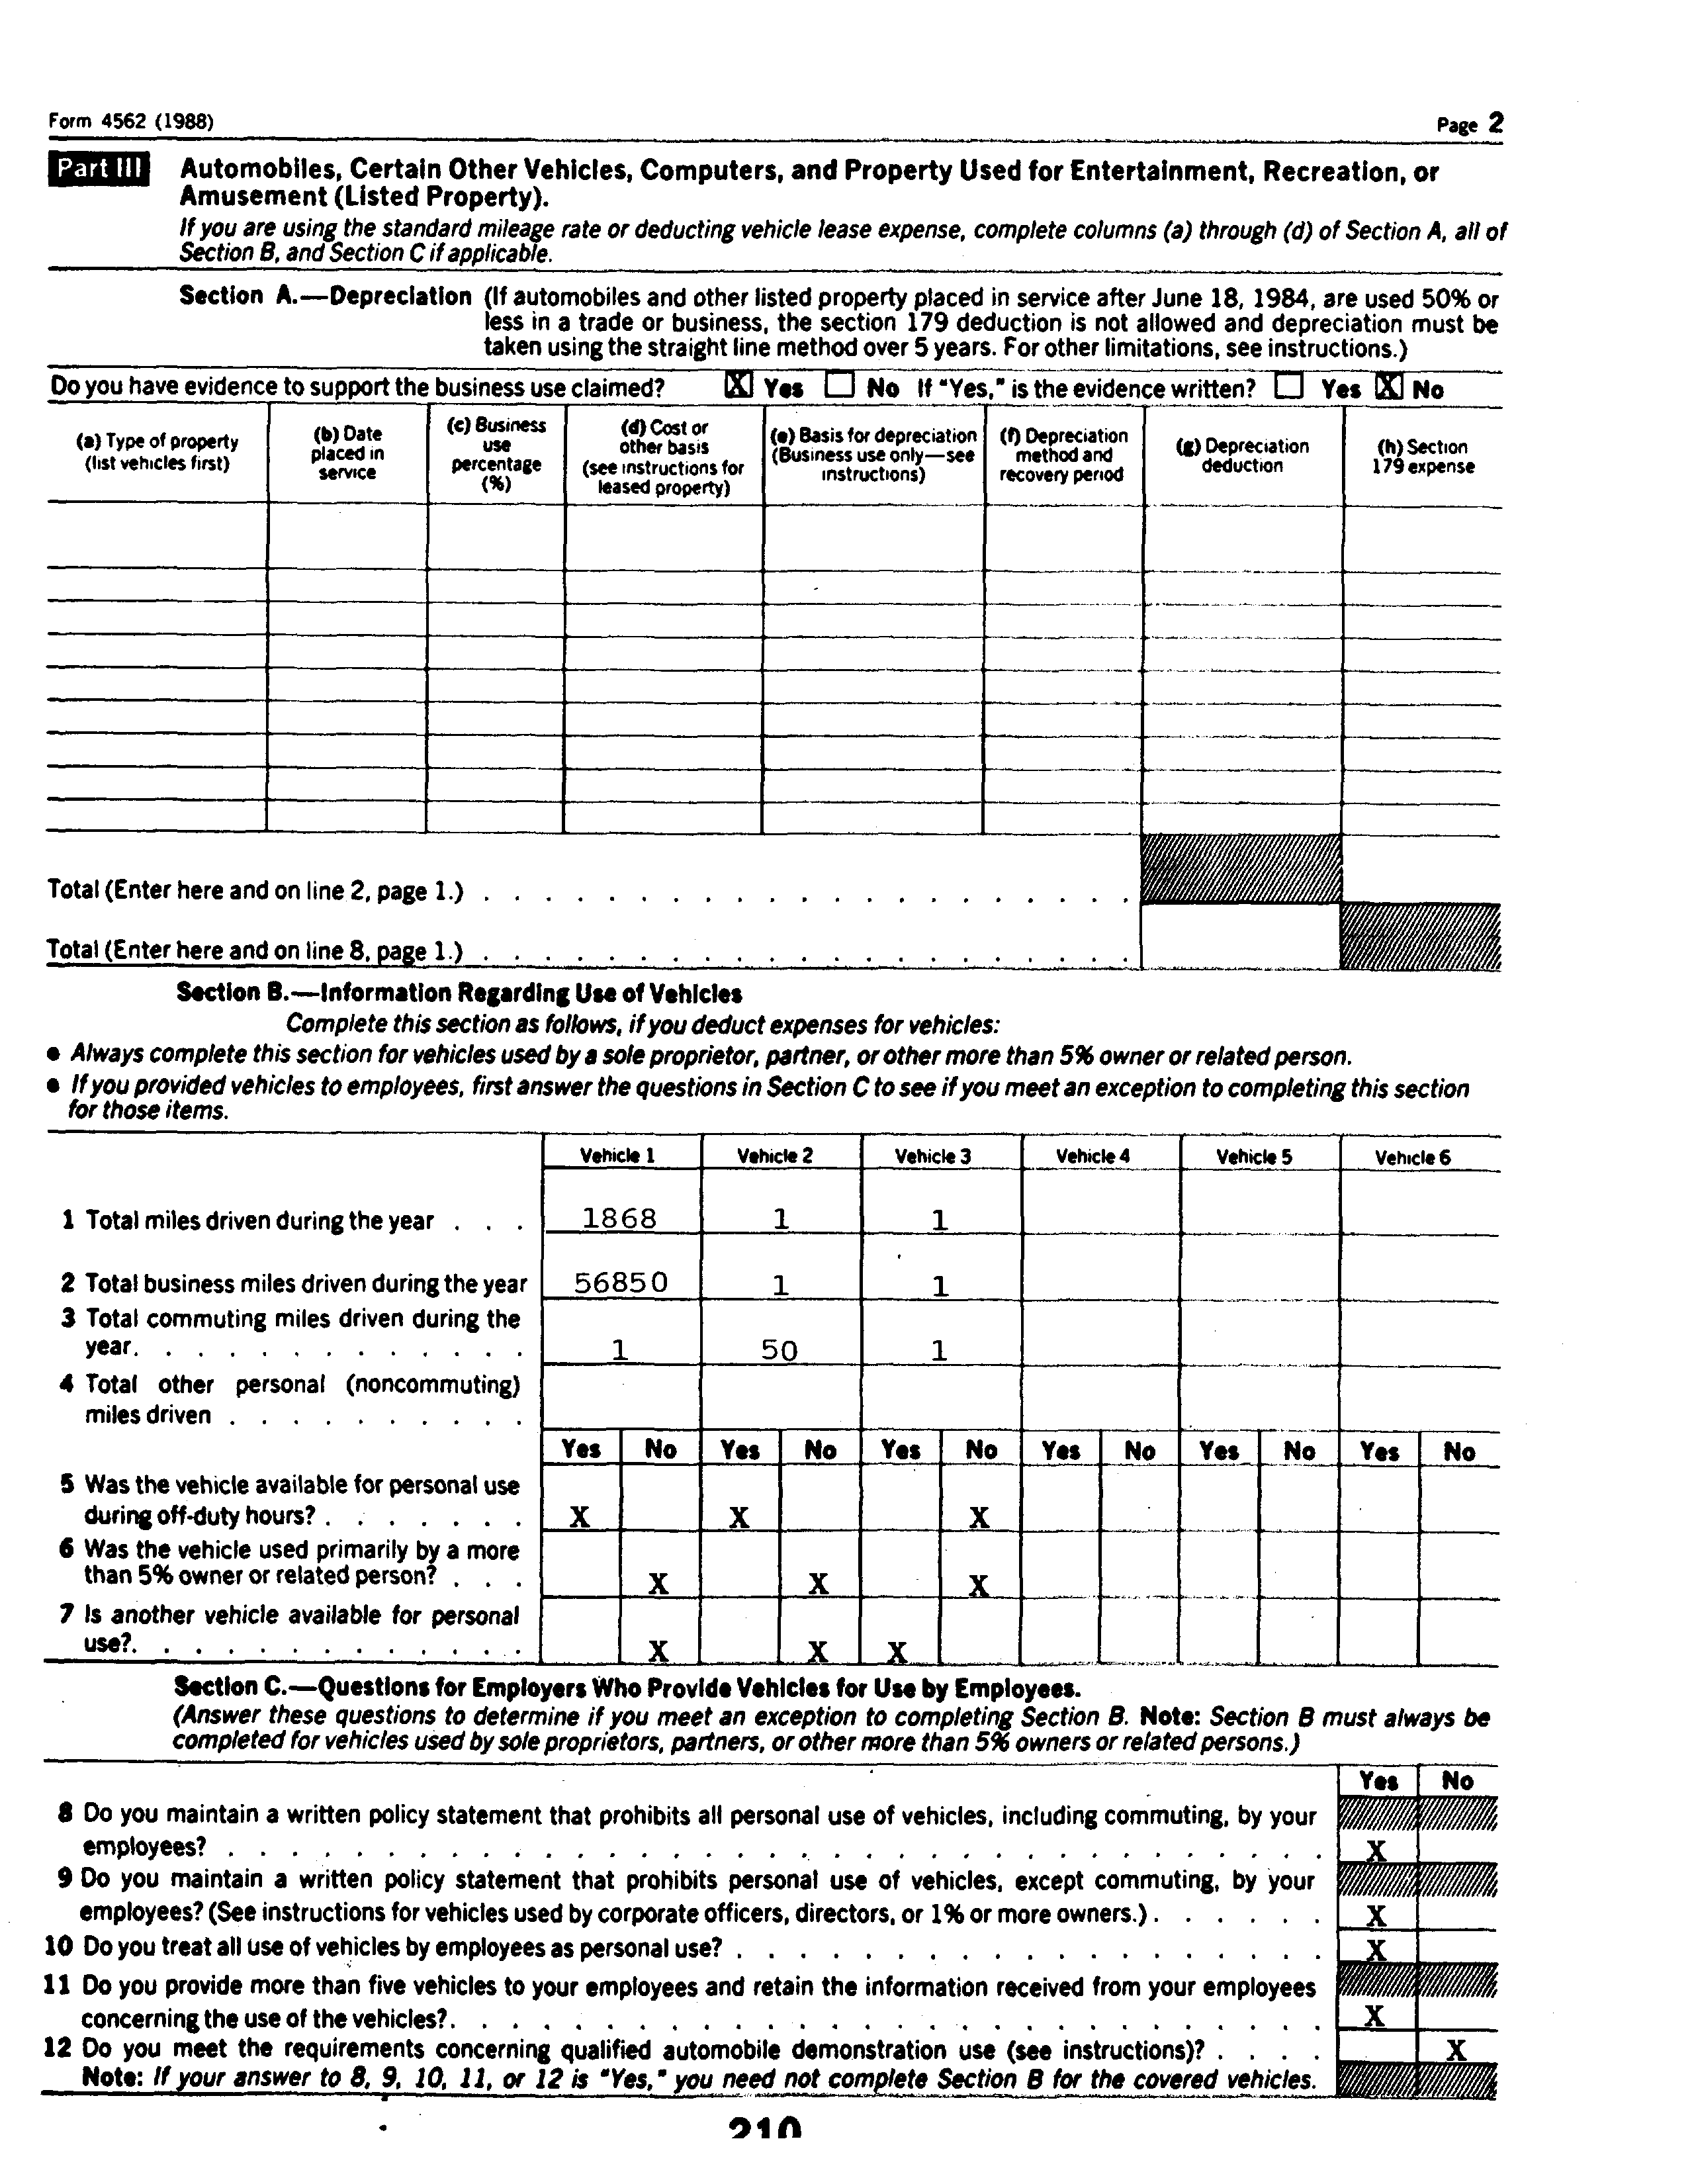 Form 4562 (1988) Page 2
Part III Automobiles, Certain Other Vehicles, Computers, and Property Used for Entertainment, Recreation, or
Amusement (Listed Property).
If you are using the standard mileage rate or deducting vehicle lease expense, complete columns (a) through (d) of Section A, all of
Section B, and Section C if applicable.
Section A.—Depreciation (If automobiles and other listed property placed in service after June 18, 1984, are used 50% or
less in a trade or business, the section 179 deduction is not allowed and depreciation must be
taken using the straight line method over 5 years. For other limitations, see instructions.)
Do you have evidence to support the business use claimed? X Yes No If "Yes," is the evidence written? Yes X No
(a) Type of property
(list vehicles first)
(b) Date
placed in
service
(c) Business
use
percentage
(%)
(d) Cost or
other basis
(see instructions for
leased property)
(e) Basis for depreciation
(Business use only—see
instructions)
(f) Depreciation
method and
recovery period
(g) Depreciation
deduction
(h) Section
179 expense
Total (Enter here and on line 2, page 1.) . . . . . . . . . . . . . . . . . . . . .
Total (Enter here and on line 8, page 1.) . . . . . . . . . . . . . . . . . . . . .
Section B.—Information Regarding Use of Vehicles
Complete this section as follows, if you deduct expenses for vehicles:
● Always complete this section for vehicles used by a sole proprietor, partner, or other more than 5% owner or related person.
● If you provided vehicles to employees, first answer the questions in Section C to see if you meet an exception to completing this section
for those items.
Vehicle 1 Vehicle 2 Vehicle 3 Vehicle 4 Vehicle 5 Vehicle 6
1 Total miles driven during the year . . . 1868 1 1
2 Total business miles driven during the year 56850 1 1
3 Total commuting miles driven during the
year. . . . . . . . . . . . . 1 50 1
4 Total other personal (noncommuting)
miles driven . . . . . . . . . .
Yes No Yes No Yes No Yes No Yes No Yes No
5 Was the vehicle available for personal use
during off-duty hours? . . . . . . . X X X
6 Was the vehicle used primarily by a more
than 5% owner or related person? . . . X X X
7 Is another vehicle available for personal
use?. . . . . . . . . . . . . X X X
Section C.—Questions for Employers Who Provide Vehicles for Use by Employees.
(Answer these questions to determine if you meet an exception to completing Section B. Note: Section B must always be
completed for vehicles used by sole proprietors, partners, or other more than 5% owners or related persons.)
Yes No
8 Do you maintain a written policy statement that prohibits all personal use of vehicles, including commuting, by your
employees? . . . . . . . . . . . . . . . . . . . . . . . . . . . . . . . . . . . X
9 Do you maintain a written policy statement that prohibits personal use of vehicles, except commuting, by your
employees? (See instructions for vehicles used by corporate officers, directors, or 1% or more owners.) . . . . . . X
10 Do you treat all use of vehicles by employees as personal use? . . . . . . . . . . . . . . . . . . . X
11 Do you provide more than five vehicles to your employees and retain the information received from your employees
concerning the use of the vehicles?. . . . . . . . . . . . . . . . . . . . . . . . . . . . X
12 Do you meet the requirements concerning qualified automobile demonstration use (see instructions)? . . . . X
Note: If your answer to 8, 9, 10, 11, or 12 is "Yes," you need not complete Section B for the covered vehicles.
210